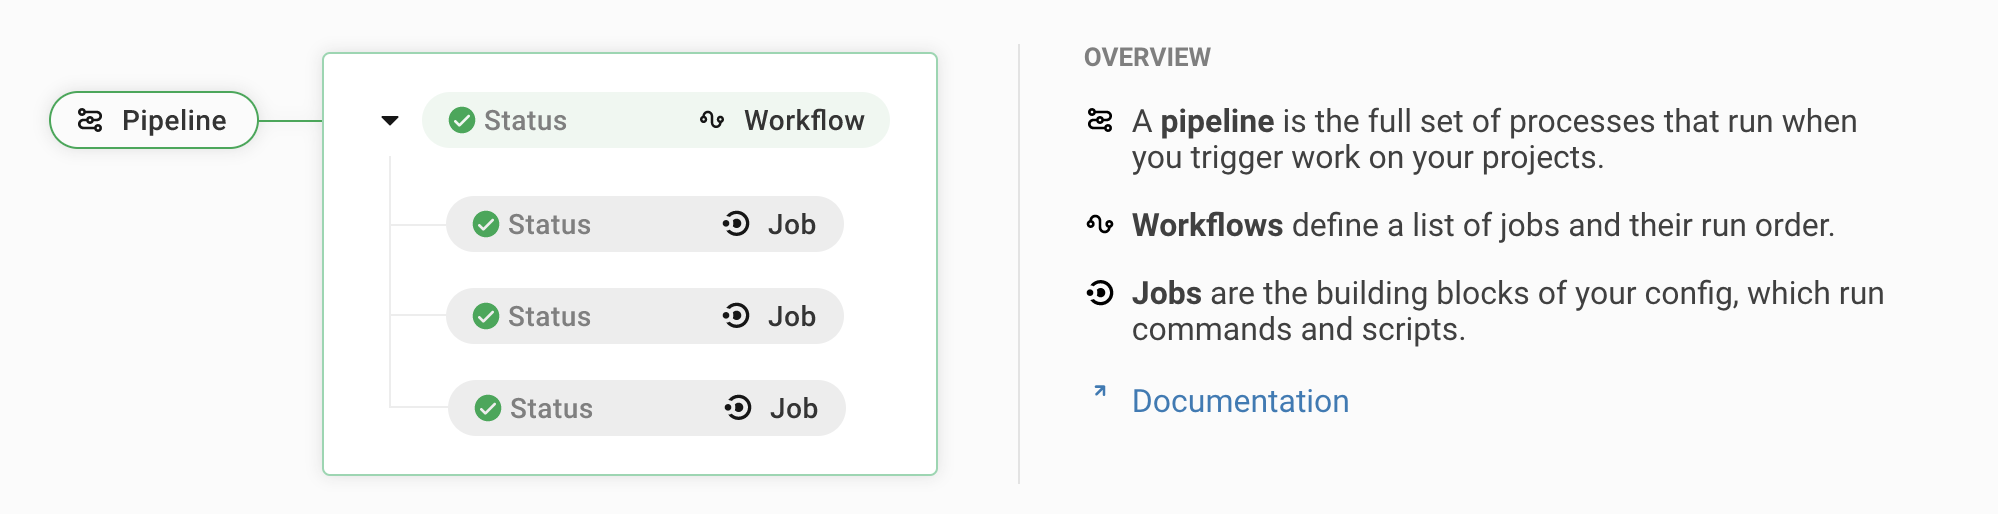 Pipeline
Status Workflow
Status Job
Status Job
Status Job
OVERVIEW
A pipeline is the full set of processes that run when
you trigger work on your projects.
Workflows define a list of jobs and their run order.
Jobs are the building blocks of your config, which run
commands and scripts.
Documentation